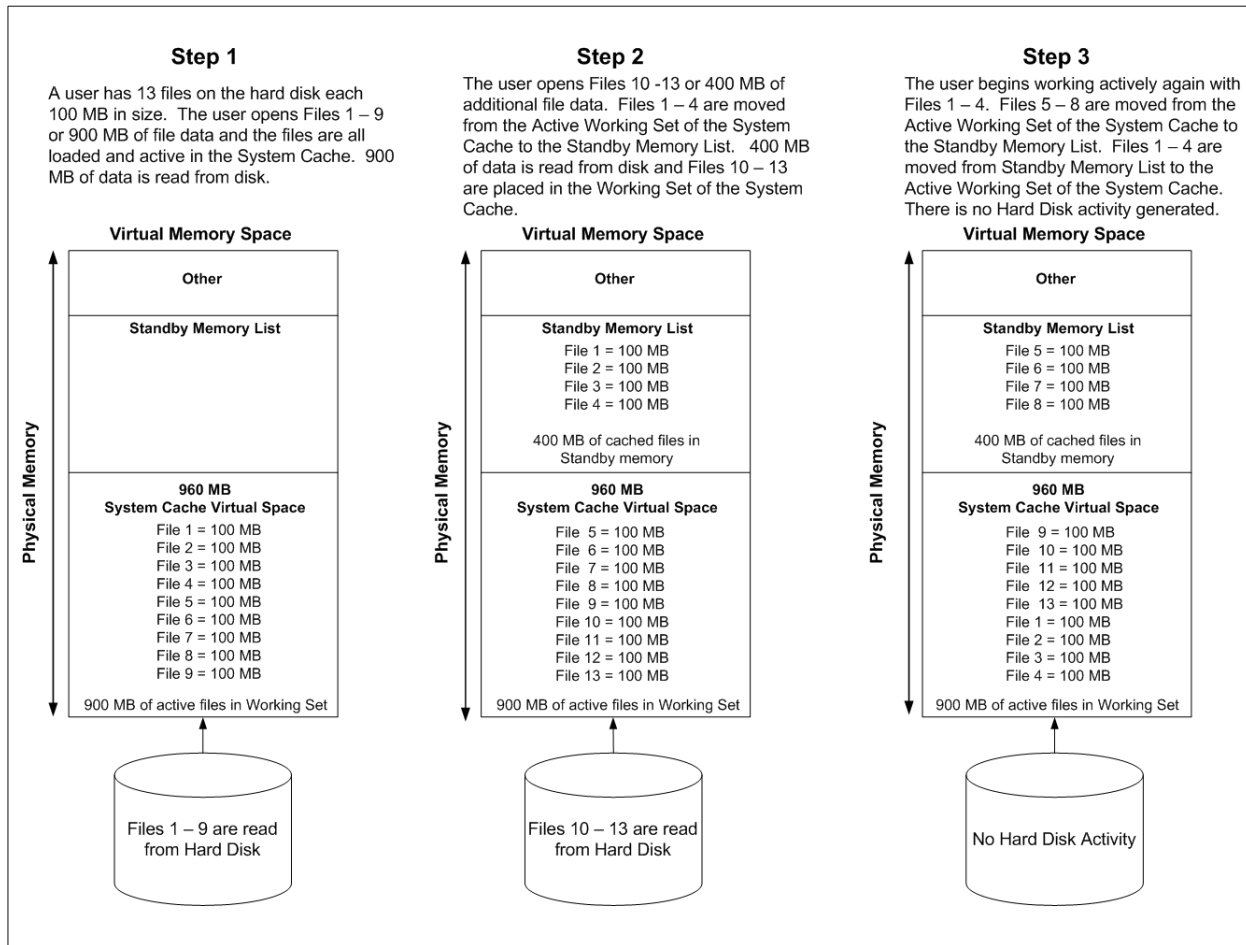 Step 1
A user has 13 files on the hard disk each
100 MB in size. The user opens Files 1 – 9
or 900 MB of file data and the files are all
loaded and active in the System Cache. 900
MB of data is read from disk.
Virtual Memory Space
Physical Memory
Other
Standby Memory List
960 MB
System Cache Virtual Space
File 1 = 100 MB
File 2 = 100 MB
File 3 = 100 MB
File 4 = 100 MB
File 5 = 100 MB
File 6 = 100 MB
File 7 = 100 MB
File 8 = 100 MB
File 9 = 100 MB
900 MB of active files in Working Set
Files 1 – 9 are read
from Hard Disk
Step 2
The user opens Files 10 -13 or 400 MB of
additional file data. Files 1 – 4 are moved
from the Active Working Set of the System
Cache to the Standby Memory List. 400 MB
of data is read from disk and Files 10 – 13
are placed in the Working Set of the System
Cache.
Virtual Memory Space
Physical Memory
Other
Standby Memory List
File 1 = 100 MB
File 2 = 100 MB
File 3 = 100 MB
File 4 = 100 MB
400 MB of cached files in
Standby memory
960 MB
System Cache Virtual Space
File 5 = 100 MB
File 6 = 100 MB
File 7 = 100 MB
File 8 = 100 MB
File 9 = 100 MB
File 10 = 100 MB
File 11 = 100 MB
File 12 = 100 MB
File 13 = 100 MB
900 MB of active files in Working Set
Files 10 – 13 are read
from Hard Disk
Step 3
The user begins working actively again with
Files 1 – 4. Files 5 – 8 are moved from the
Active Working Set of the System Cache to
the Standby Memory List. Files 1 – 4 are
moved from Standby Memory List to the
Active Working Set of the System Cache.
There is no Hard Disk activity generated.
Virtual Memory Space
Physical Memory
Other
Standby Memory List
File 5 = 100 MB
File 6 = 100 MB
File 7 = 100 MB
File 8 = 100 MB
400 MB of cached files in
Standby memory
960 MB
System Cache Virtual Space
File 9 = 100 MB
File 10 = 100 MB
File 11 = 100 MB
File 12 = 100 MB
File 13 = 100 MB
File 1 = 100 MB
File 2 = 100 MB
File 3 = 100 MB
File 4 = 100 MB
900 MB of active files in Working Set
No Hard Disk Activity